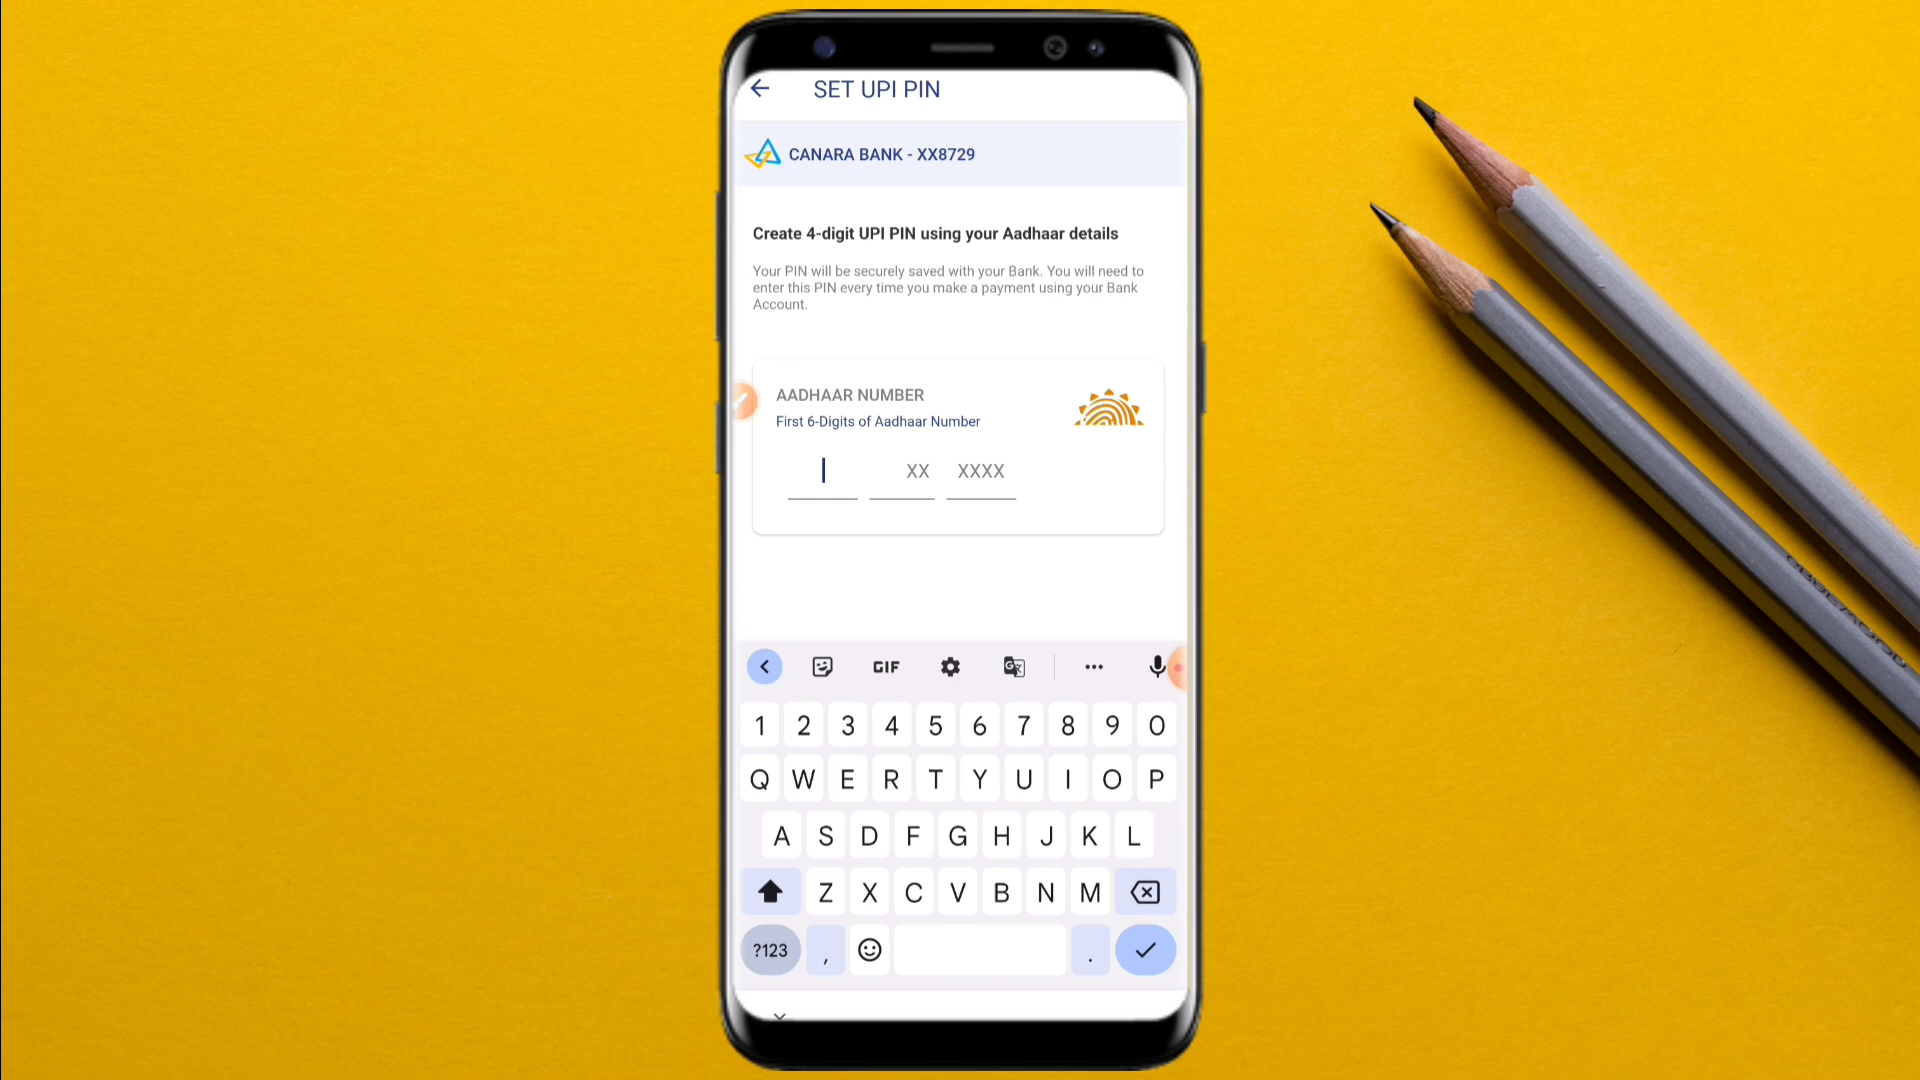 SET UPI PIN
CANARA BANK - XX8729
Create 4-digit UPI PIN using your Aadhaar details
Your PIN will be securely saved with your Bank. You will need to
enter this PIN every time you make a payment using your Bank
Account.
AADHAAR NUMBER
First 6-Digits of Aadhaar Number
XX XXXX
GIF
1 2 3 4 5 6 7 8 9 0
Q W E R T Y U I O P
A S D F G H J K L
Z X C V B N M
?123 , .